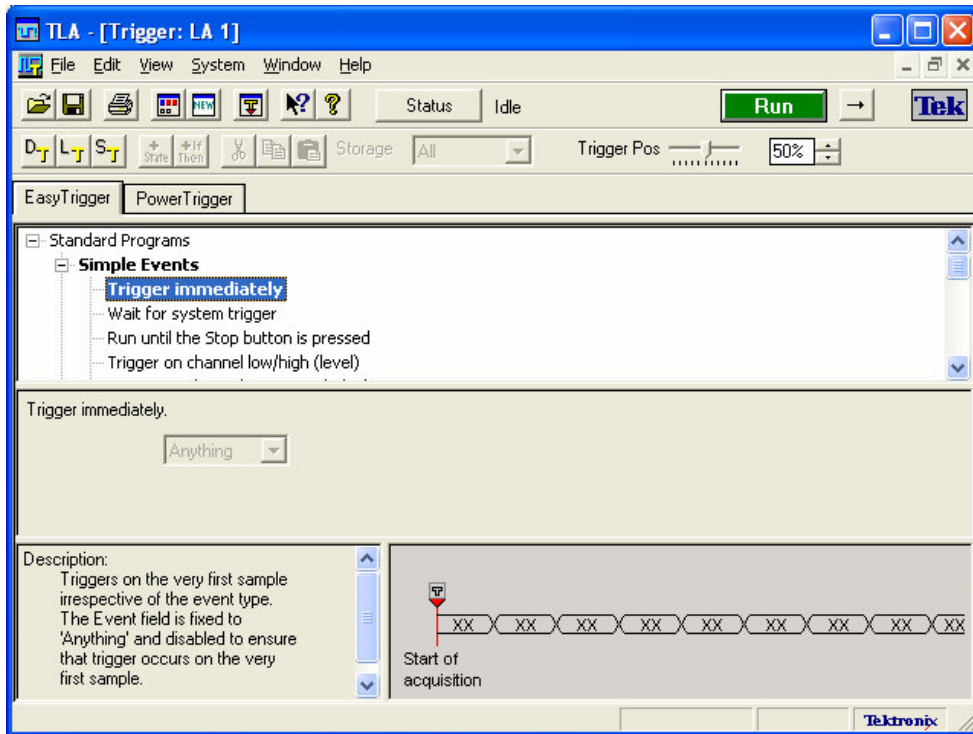 TLA - [Trigger: LA 1]
File Edit View System Window Help
NEW Status Idle Run Tek
D- L- S- State If Then Storage All Trigger Pos 50%
EasyTrigger PowerTrigger
Standard Programs
Simple Events
Trigger immediately
Wait for system trigger
Run until the Stop button is pressed
Trigger on channel low/high (level)
Trigger immediately.
Anything
Description:
Triggers on the very first sample
irrespective of the event type.
The Event field is fixed to
'Anything' and disabled to ensure
that trigger occurs on the very
first sample.
T
XX XX XX XX XX XX XX XX XX
Start of
acquisition
Tektronix